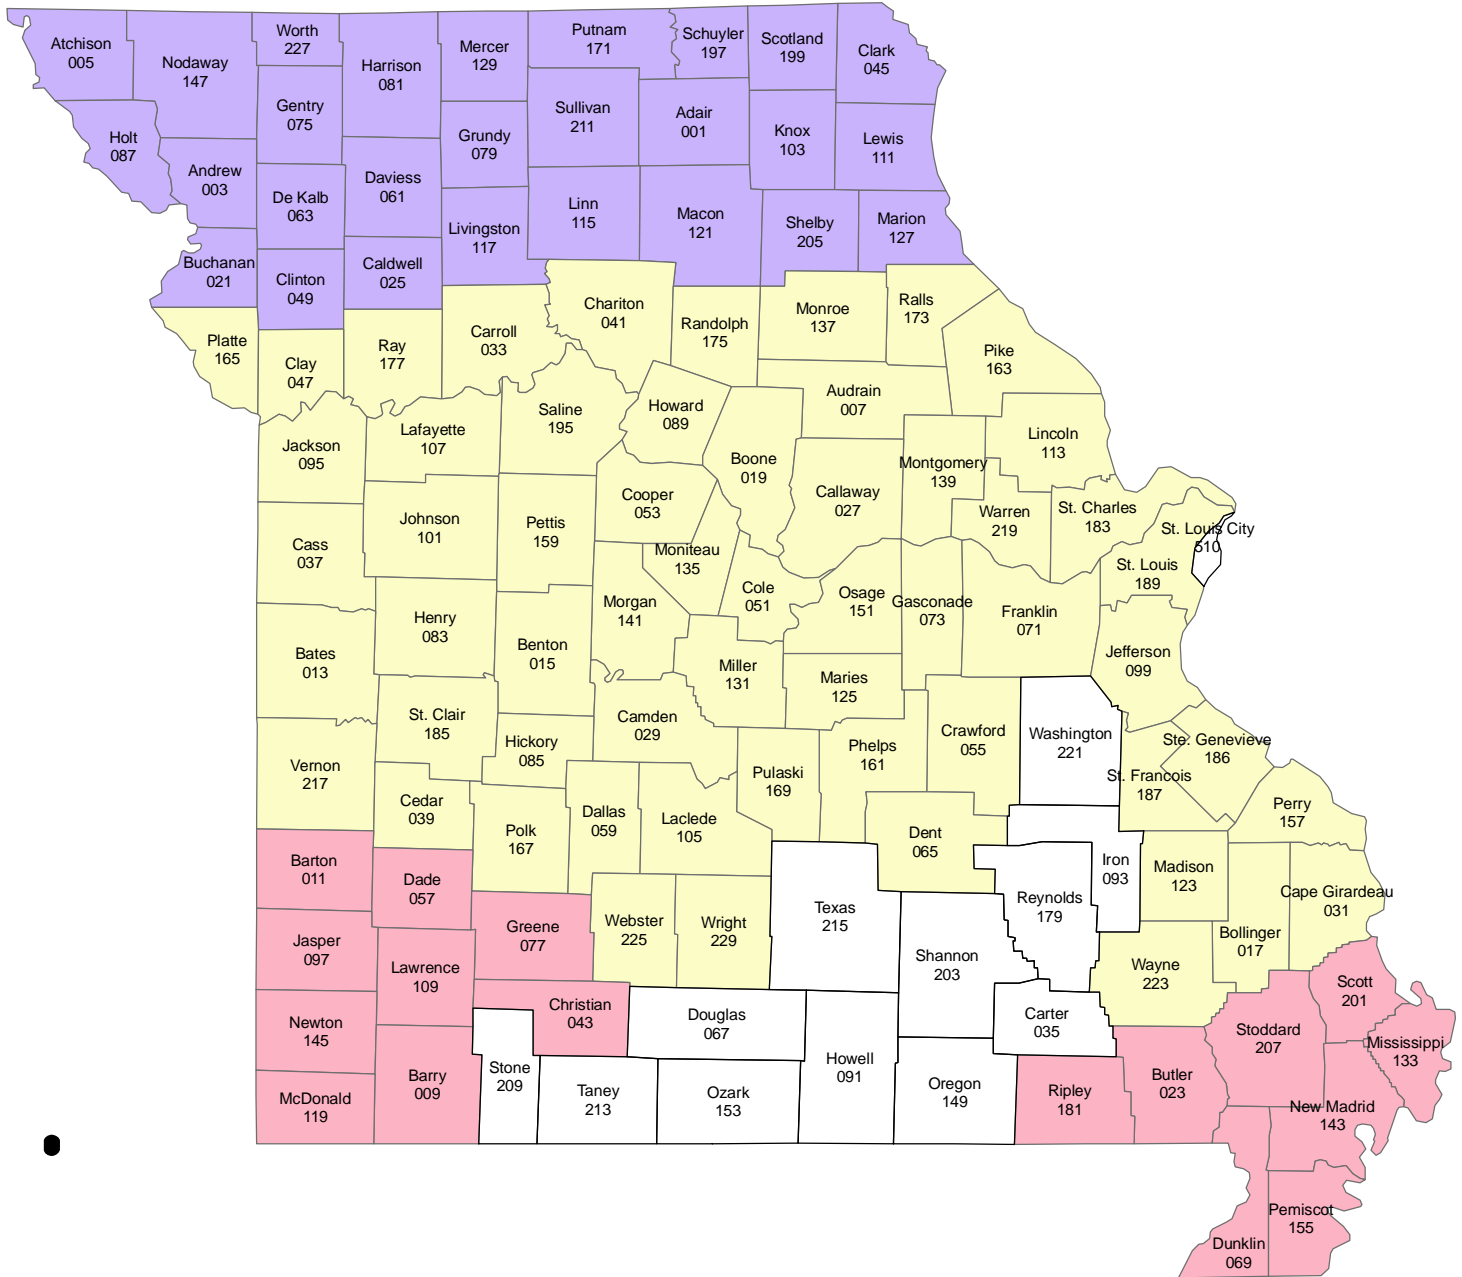 Atchison
005
Nodaway
147
Worth
227
Harrison
081
Mercer
129
Putnam
171
Schuyler
197
Scotland
199
Clark
045
Gentry
075
Sullivan
211
Adair
001
Knox
103
Lewis
111
Holt
087
Andrew
003
De Kalb
063
Daviess
061
Grundy
079
Livingston
117
Linn
115
Macon
121
Shelby
205
Marion
127
Buchanan
021
Clinton
049
Caldwell
025
Chariton
041
Randolph
175
Monroe
137
Ralls
173
Platte
165
Clay
047
Ray
177
Carroll
033
Pike
163
Saline
195
Howard
089
Audrain
007
Jackson
095
Lafayette
107
Boone
019
Lincoln
113
Montgomery
139
Cooper
053
Callaway
027
Warren
219
St. Charles
183
St. Louis City
510
Cass
037
Johnson
101
Pettis
159
Moniteau
135
Cole
051
Osage
151
Gasconade
073
Franklin
071
St. Louis
189
Henry
083
Morgan
141
Bates
013
Benton
015
Miller
131
Maries
125
Jefferson
099
St. Clair
185
Hickory
085
Camden
029
Phelps
161
Crawford
055
Washington
221
Ste. Genevieve
186
St. Francois
187
Vernon
217
Cedar
039
Polk
167
Dallas
059
Laclede
105
Pulaski
169
Dent
065
Perry
157
Barton
011
Dade
057
Greene
077
Webster
225
Wright
229
Texas
215
Reynolds
179
Iron
093
Madison
123
Cape Girardeau
031
Bollinger
017
Jasper
097
Lawrence
109
Shannon
203
Wayne
223
Scott
201
Newton
145
Christian
043
Douglas
067
Howell
091
Carter
035
Stoddard
207
Mississippi
133
McDonald
119
Barry
009
Stone
209
Taney
213
Ozark
153
Oregon
149
Ripley
181
Butler
023
New Madrid
143
Pemiscot
155
Dunklin
069